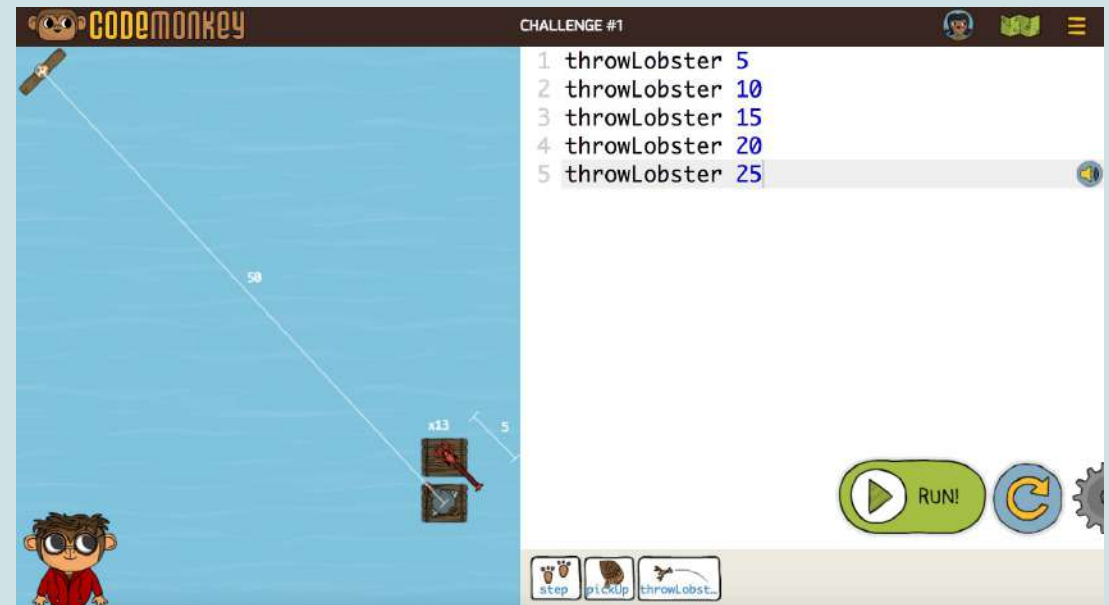 CODEMONKEY
CHALLENGE #1
50
x13
5
1 throwLobster 5
2 throwLobster 10
3 throwLobster 15
4 throwLobster 20
5 throwLobster 25
RUN!
step
pickUp
throwLobst...